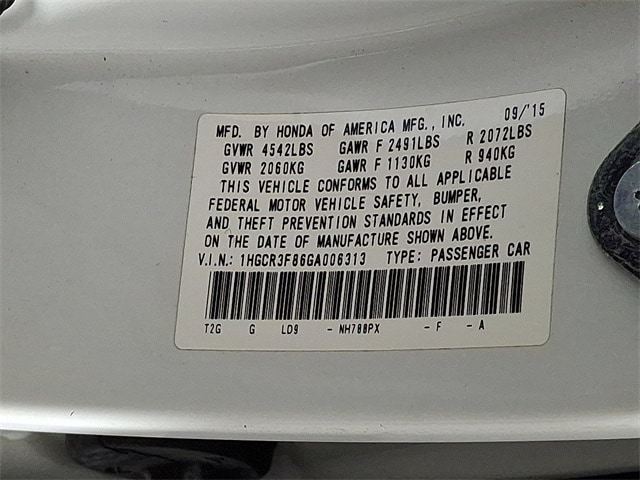 MFD. BY HONDA OF AMERICA MFG., INC. 09/'15
GVWR 4542LBS GAWR F 2491LBS R 2072LBS
GVWR 2060KG GAWR F 1130KG R 940KG
THIS VEHICLE CONFORMS TO ALL APPLICABLE
FEDERAL MOTOR VEHICLE SAFETY, BUMPER,
AND THEFT PREVENTION STANDARDS IN EFFECT
ON THE DATE OF MANUFACTURE SHOWN ABOVE.
V.I.N.: 1HGCR3F86GA006313 TYPE: PASSENGER CAR
T2G G LD9 - NH788PX - F - A